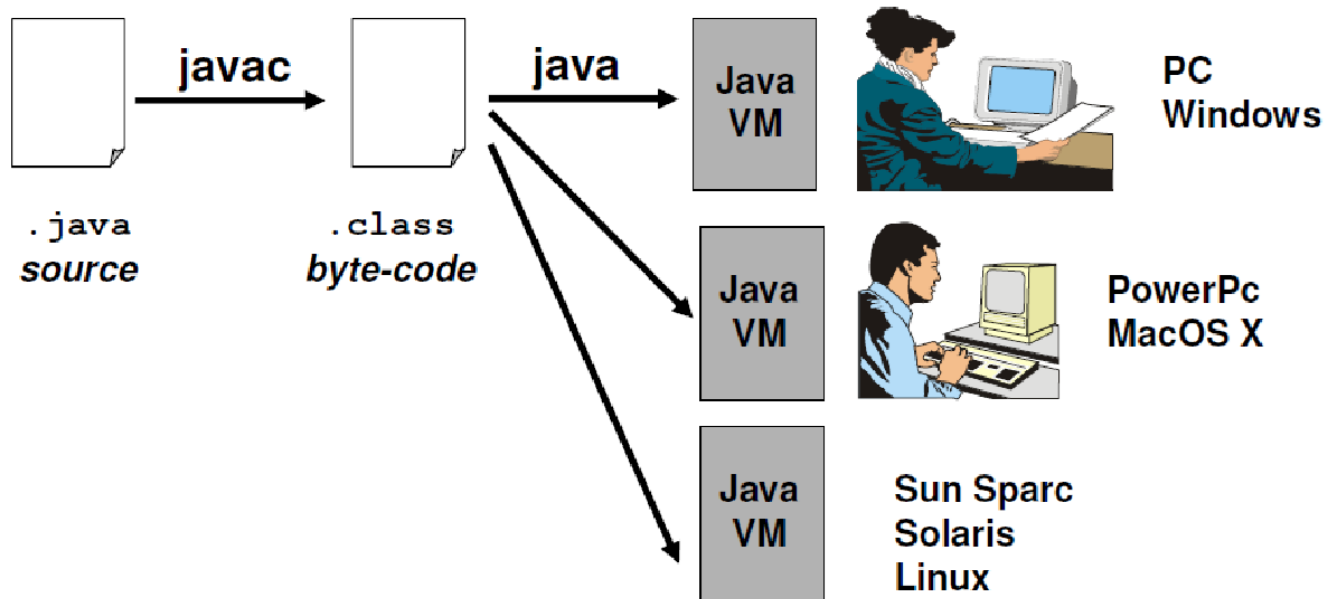 javac
java
.java
source
.class
byte-code
Java
VM
PC
Windows
Java
VM
PowerPc
MacOS X
Java
VM
Sun Sparc
Solaris
Linux